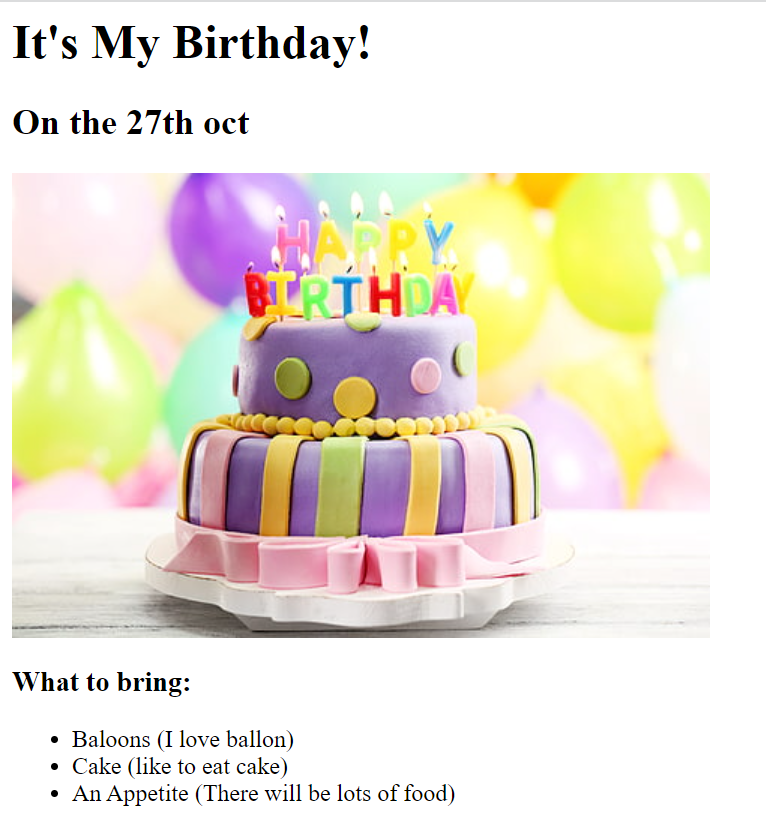 It's My Birthday!
On the 27th oct
HAPPY
BIRTHDAY
What to bring:
Baloons (I love ballon)
Cake (like to eat cake)
An Appetite (There will be lots of food)